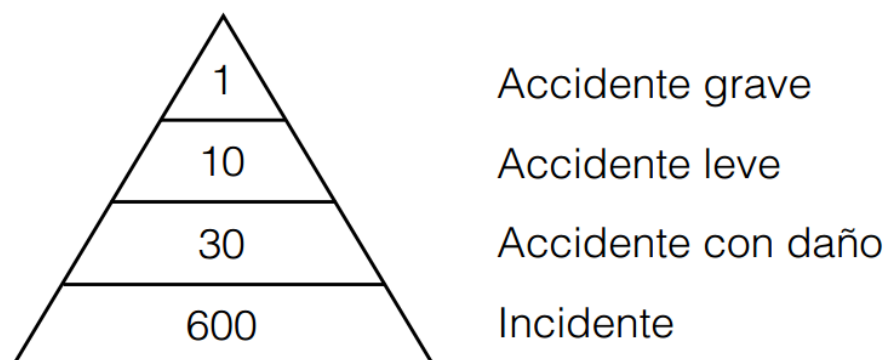 1 Accidente grave
10 Accidente leve
30 Accidente con daño
600 Incidente